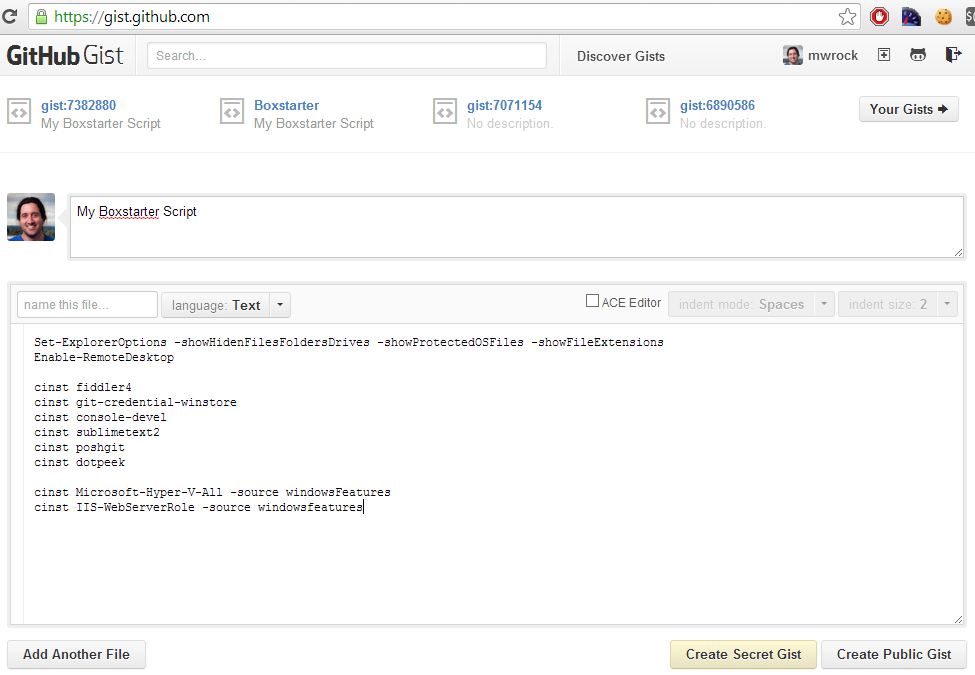 https://gist.github.com
GitHub Gist
Search...
Discover Gists
mwrock
gist:7382880
My Boxstarter Script
Boxstarter
My Boxstarter Script
gist:7071154
No description.
gist:6890586
No description.
Your Gists
My Boxstarter Script
name this file...
language: Text
ACE Editor
indent mode: Spaces
indent size: 2
Set-ExplorerOptions -showHidenFilesFoldersDrives -showProtectedOSFiles -showFileExtensions
Enable-RemoteDesktop
cinst fiddler4
cinst git-credential-winstore
cinst console-devel
cinst sublimetext2
cinst poshgit
cinst dotpeek
cinst Microsoft-Hyper-V-All -source windowsFeatures
cinst IIS-WebServerRole -source windowsfeatures
Add Another File
Create Secret Gist
Create Public Gist